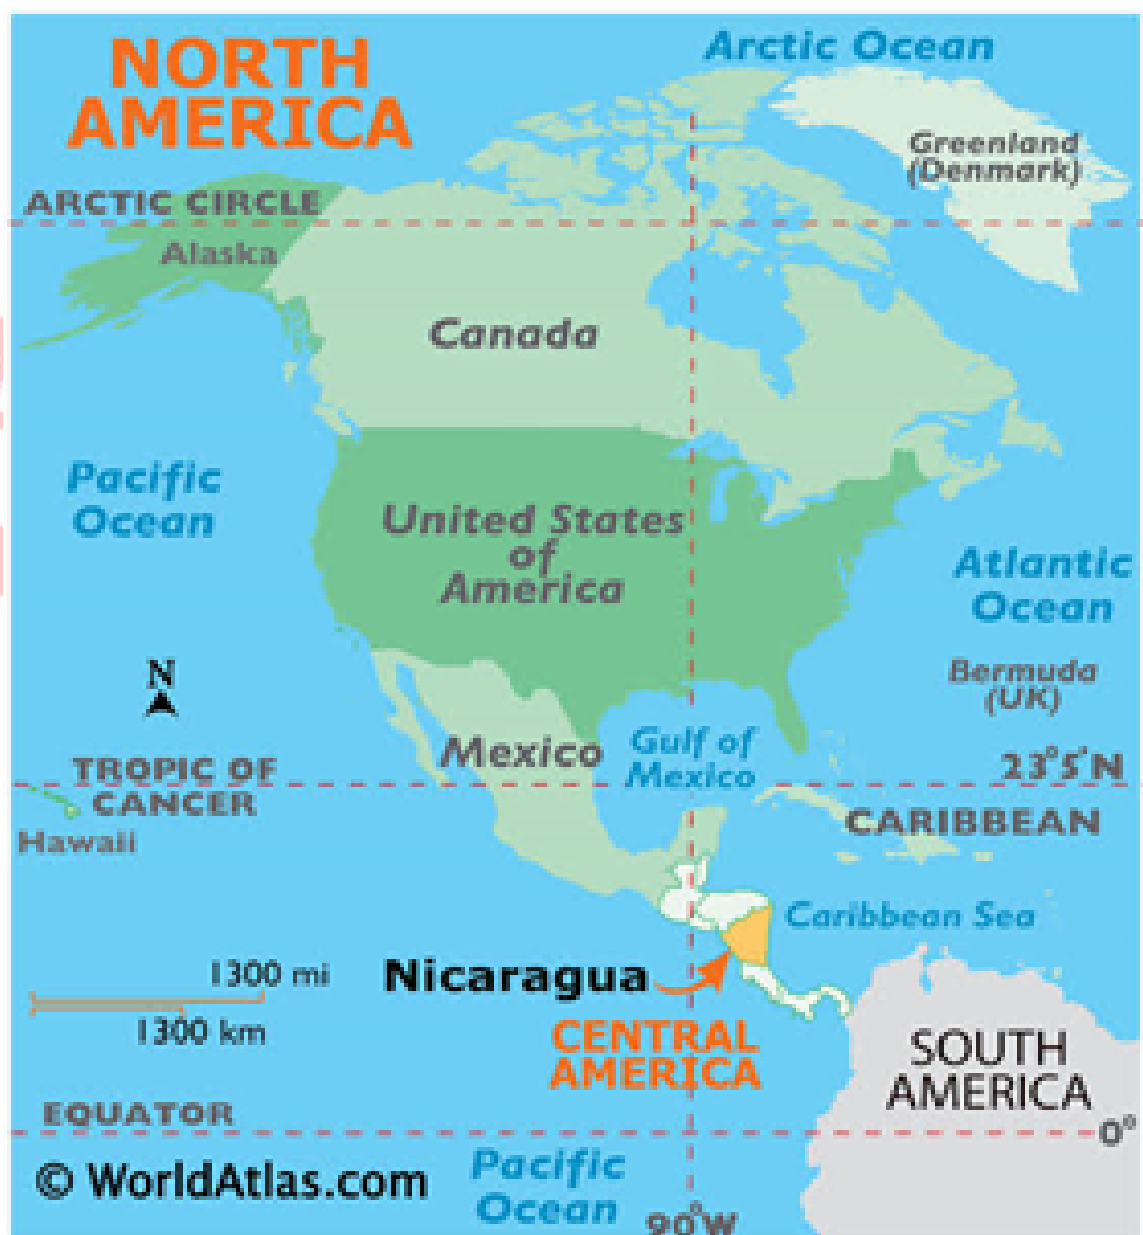 NORTH
AMERICA
Arctic Ocean
Greenland
(Denmark)
ARCTIC CIRCLE
Alaska
Canada
Pacific
Ocean
United States
of
America
Atlantic
Ocean
Bermuda
(UK)
N
Mexico
Gulf of
Mexico
23°5'N
TROPIC OF
CANCER
Hawaii
CARIBBEAN
Caribbean Sea
1300 mi
1300 km
Nicaragua
CENTRAL
AMERICA
SOUTH
AMERICA
EQUATOR
0°
© WorldAtlas.com
Pacific
Ocean
90°W